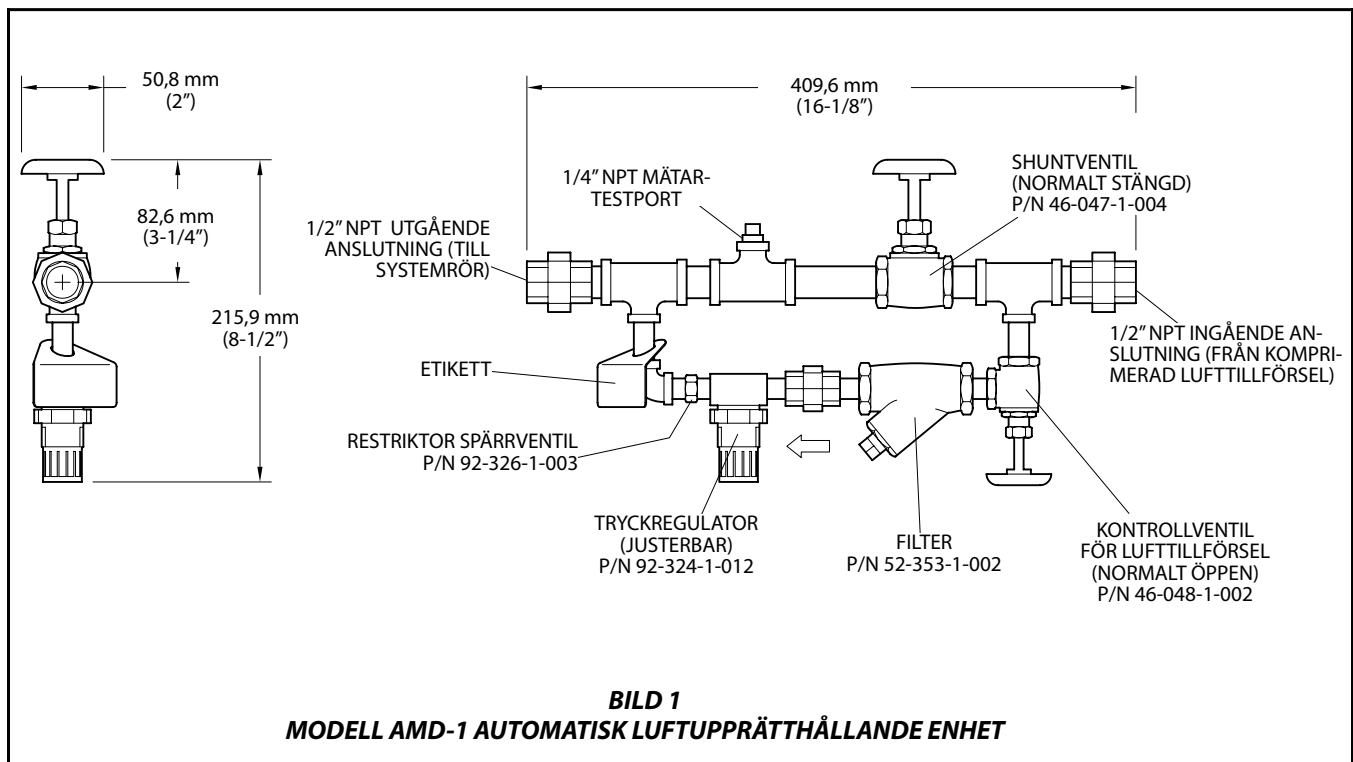 50,8 mm
(2”)
409,6 mm
(16-1/8”)
82,6 mm
(3-1/4”)
215,9 mm
(8-1/2”)
1/4” NPT MÄTAR-
TESTPORT
SHUNTVENTIL
(NORMALT STÄNGD)
P/N 46-047-1-004
1/2” NPT UTGÅENDE
ANSLUTNING (TILL
SYSTEMRÖR)
1/2” NPT INGÅENDE AN-
SLUTNING (FRÅN KOMPRI-
MERAD LUFTTILLFÖRSEL)
ETIKETT
RESTRIKTOR SPÄRRVENTIL
P/N 92-326-1-003
TRYCKREGULATOR
(JUSTERBAR)
P/N 92-324-1-012
FILTER
P/N 52-353-1-002
KONTROLLVENTIL
FÖR LUFTTILLFÖRSEL
(NORMALT ÖPPEN)
P/N 46-048-1-002
BILD 1
MODELL AMD-1 AUTOMATISK LUFTUPPRÄTTHÅLLANDE ENHET